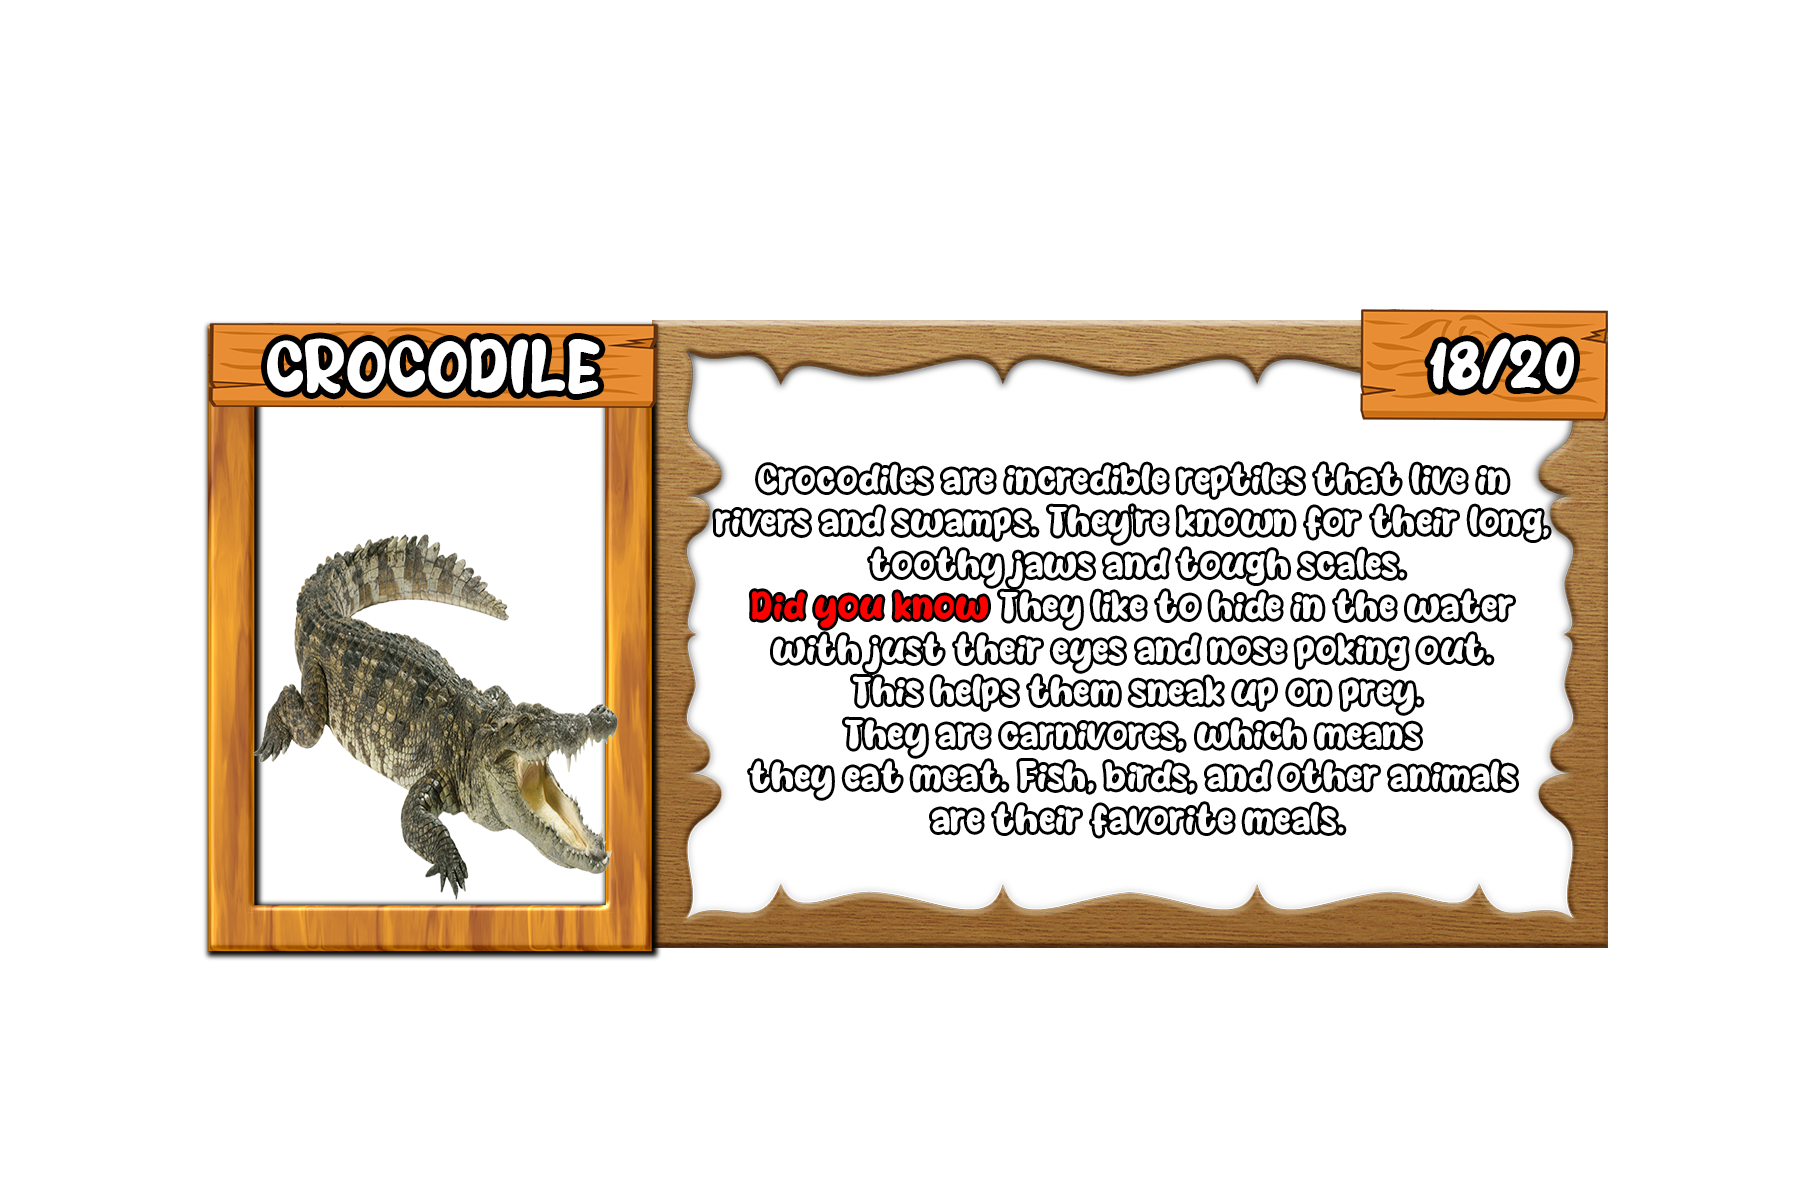 CROCODILE
18/20
Crocodiles are incredible reptiles that live in
rivers and swamps. They're known for their long,
toothy jaws and tough scales.
Did you know They like to hide in the water
with just their eyes and nose poking out.
This helps them sneak up on prey.
They are carnivores, which means
they eat meat. Fish, birds, and other animals
are their favorite meals.